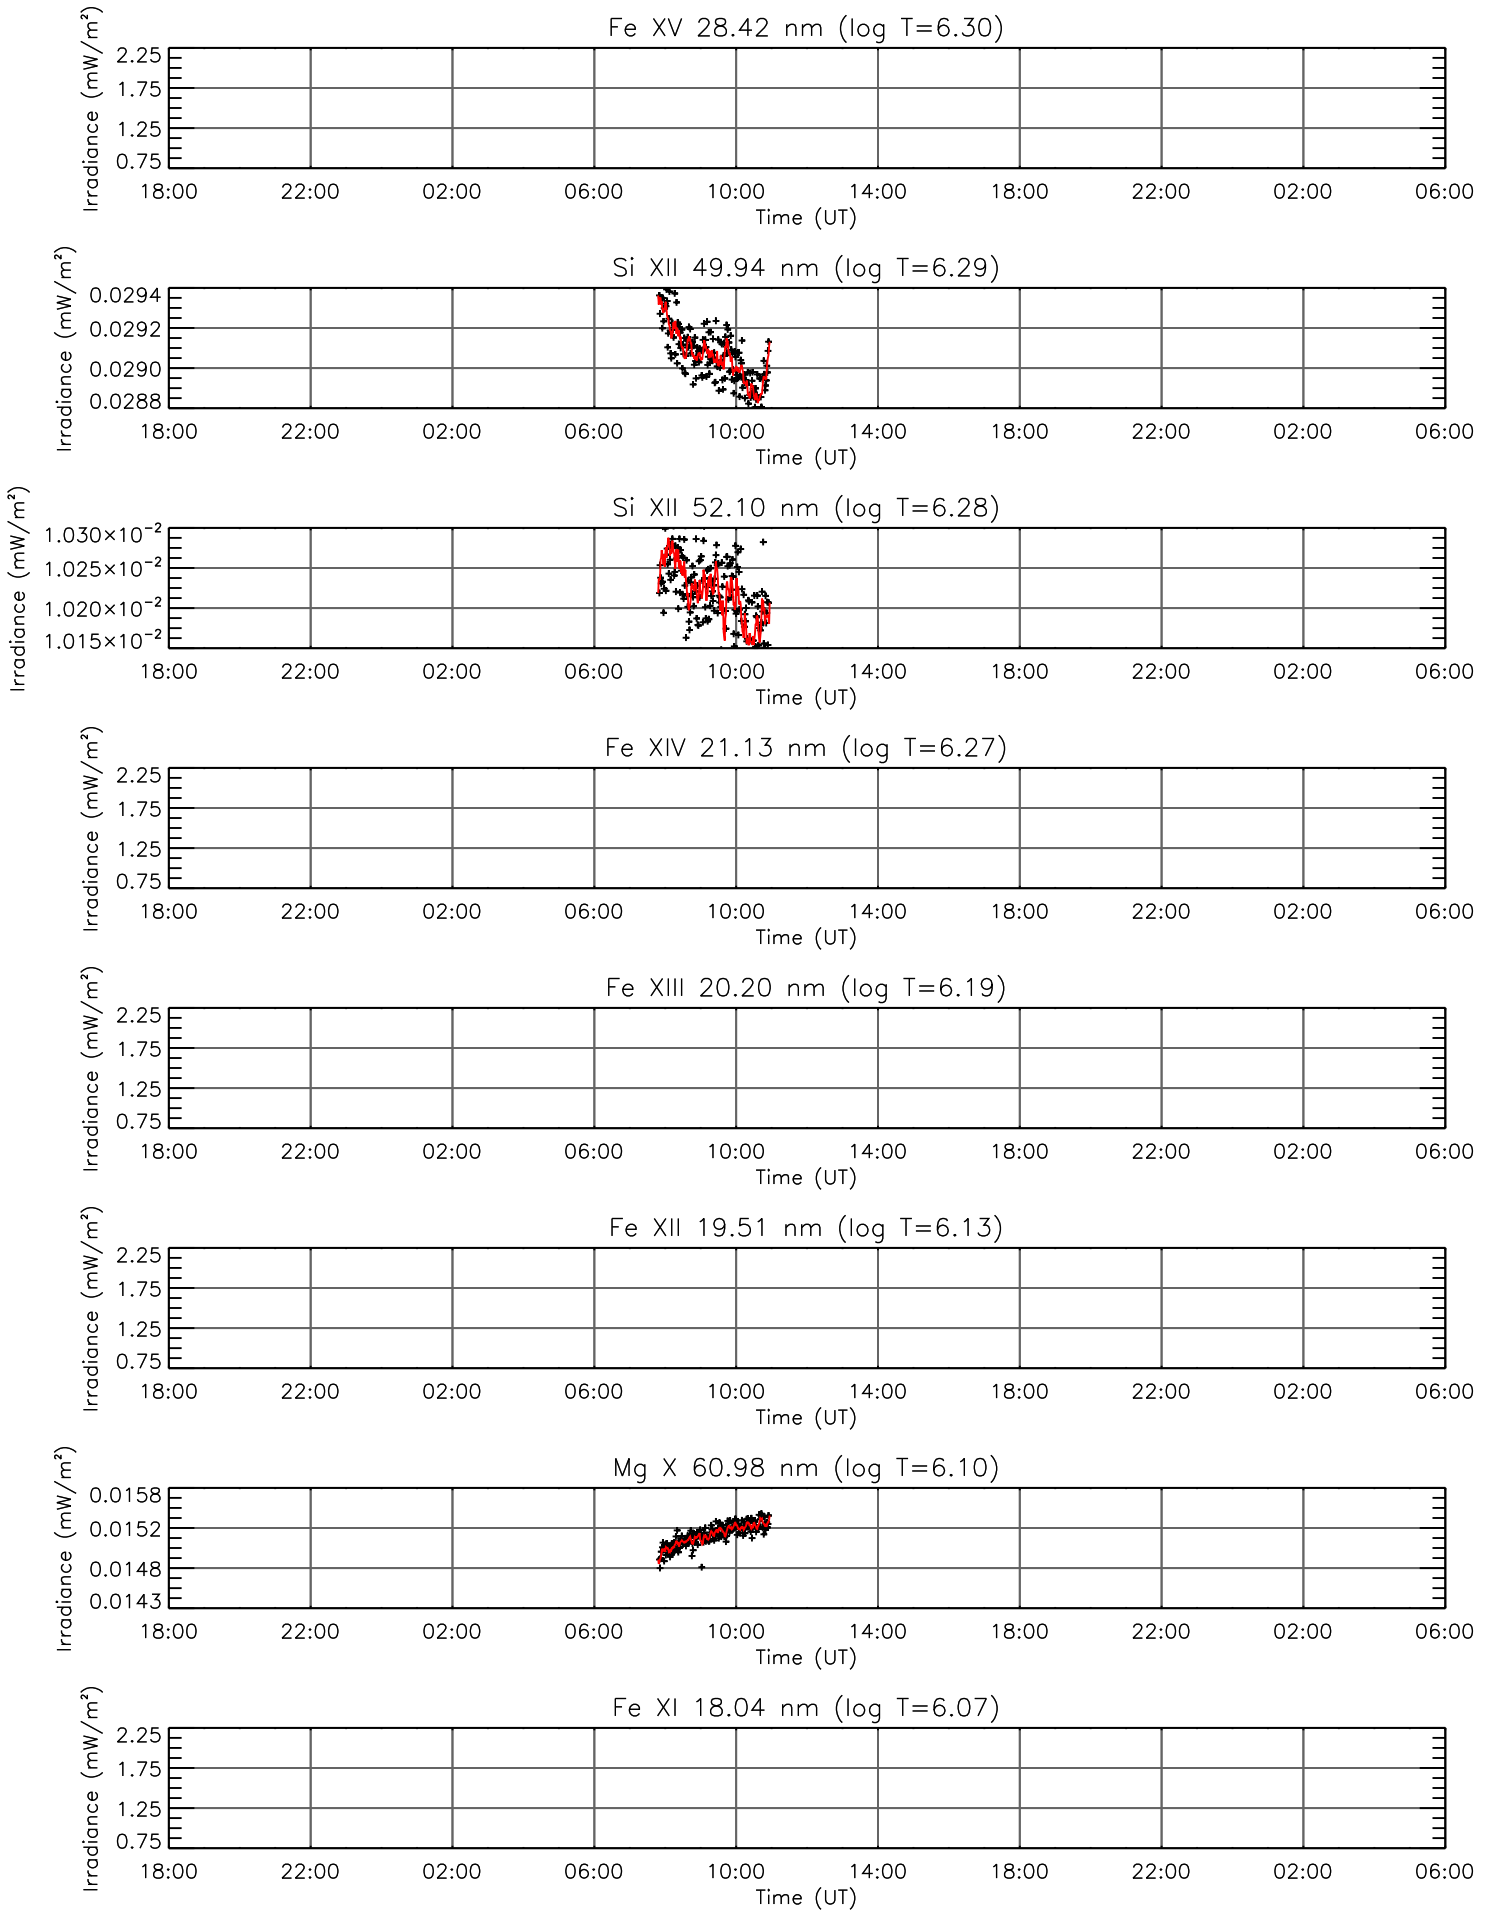 Fe XV 28.42 nm (log T=6.30)
Irradiance (mW/m²)
2.25
1.75
1.25
0.75
18:00 22:00 02:00 06:00 10:00 14:00 18:00 22:00 02:00 06:00
Time (UT)
Si XII 49.94 nm (log T=6.29)
Irradiance (mW/m²)
0.0294
0.0292
0.0290
0.0288
18:00 22:00 02:00 06:00 10:00 14:00 18:00 22:00 02:00 06:00
Time (UT)
Si XII 52.10 nm (log T=6.28)
Irradiance (mW/m²)
1.030×10⁻²
1.025×10⁻²
1.020×10⁻²
1.015×10⁻²
18:00 22:00 02:00 06:00 10:00 14:00 18:00 22:00 02:00 06:00
Time (UT)
Fe XIV 21.13 nm (log T=6.27)
Irradiance (mW/m²)
2.25
1.75
1.25
0.75
18:00 22:00 02:00 06:00 10:00 14:00 18:00 22:00 02:00 06:00
Time (UT)
Fe XIII 20.20 nm (log T=6.19)
Irradiance (mW/m²)
2.25
1.75
1.25
0.75
18:00 22:00 02:00 06:00 10:00 14:00 18:00 22:00 02:00 06:00
Time (UT)
Fe XII 19.51 nm (log T=6.13)
Irradiance (mW/m²)
2.25
1.75
1.25
0.75
18:00 22:00 02:00 06:00 10:00 14:00 18:00 22:00 02:00 06:00
Time (UT)
Mg X 60.98 nm (log T=6.10)
Irradiance (mW/m²)
0.0158
0.0152
0.0148
0.0143
18:00 22:00 02:00 06:00 10:00 14:00 18:00 22:00 02:00 06:00
Time (UT)
Fe XI 18.04 nm (log T=6.07)
Irradiance (mW/m²)
2.25
1.75
1.25
0.75
18:00 22:00 02:00 06:00 10:00 14:00 18:00 22:00 02:00 06:00
Time (UT)